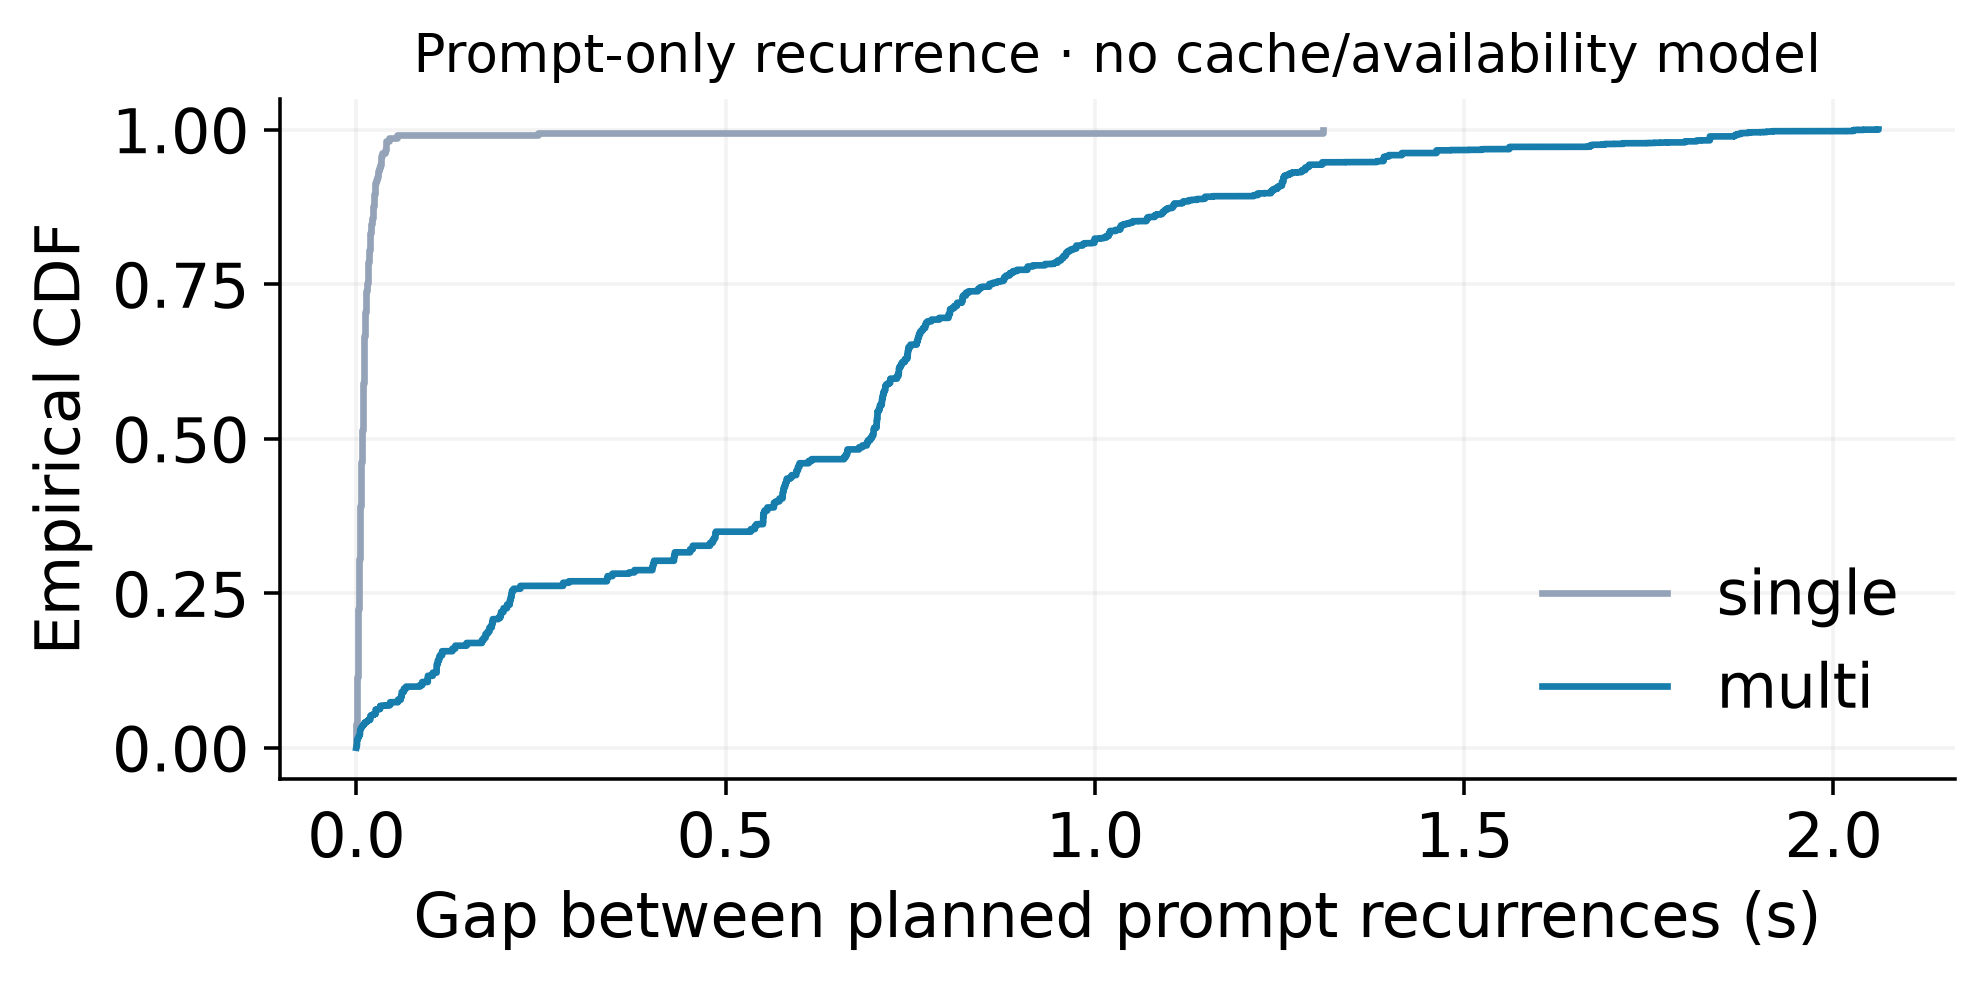 Prompt-only recurrence · no cache/availability model
Empirical CDF
1.00
0.75
0.50
0.25
0.00
single
multi
0.0 0.5 1.0 1.5 2.0
Gap between planned prompt recurrences (s)